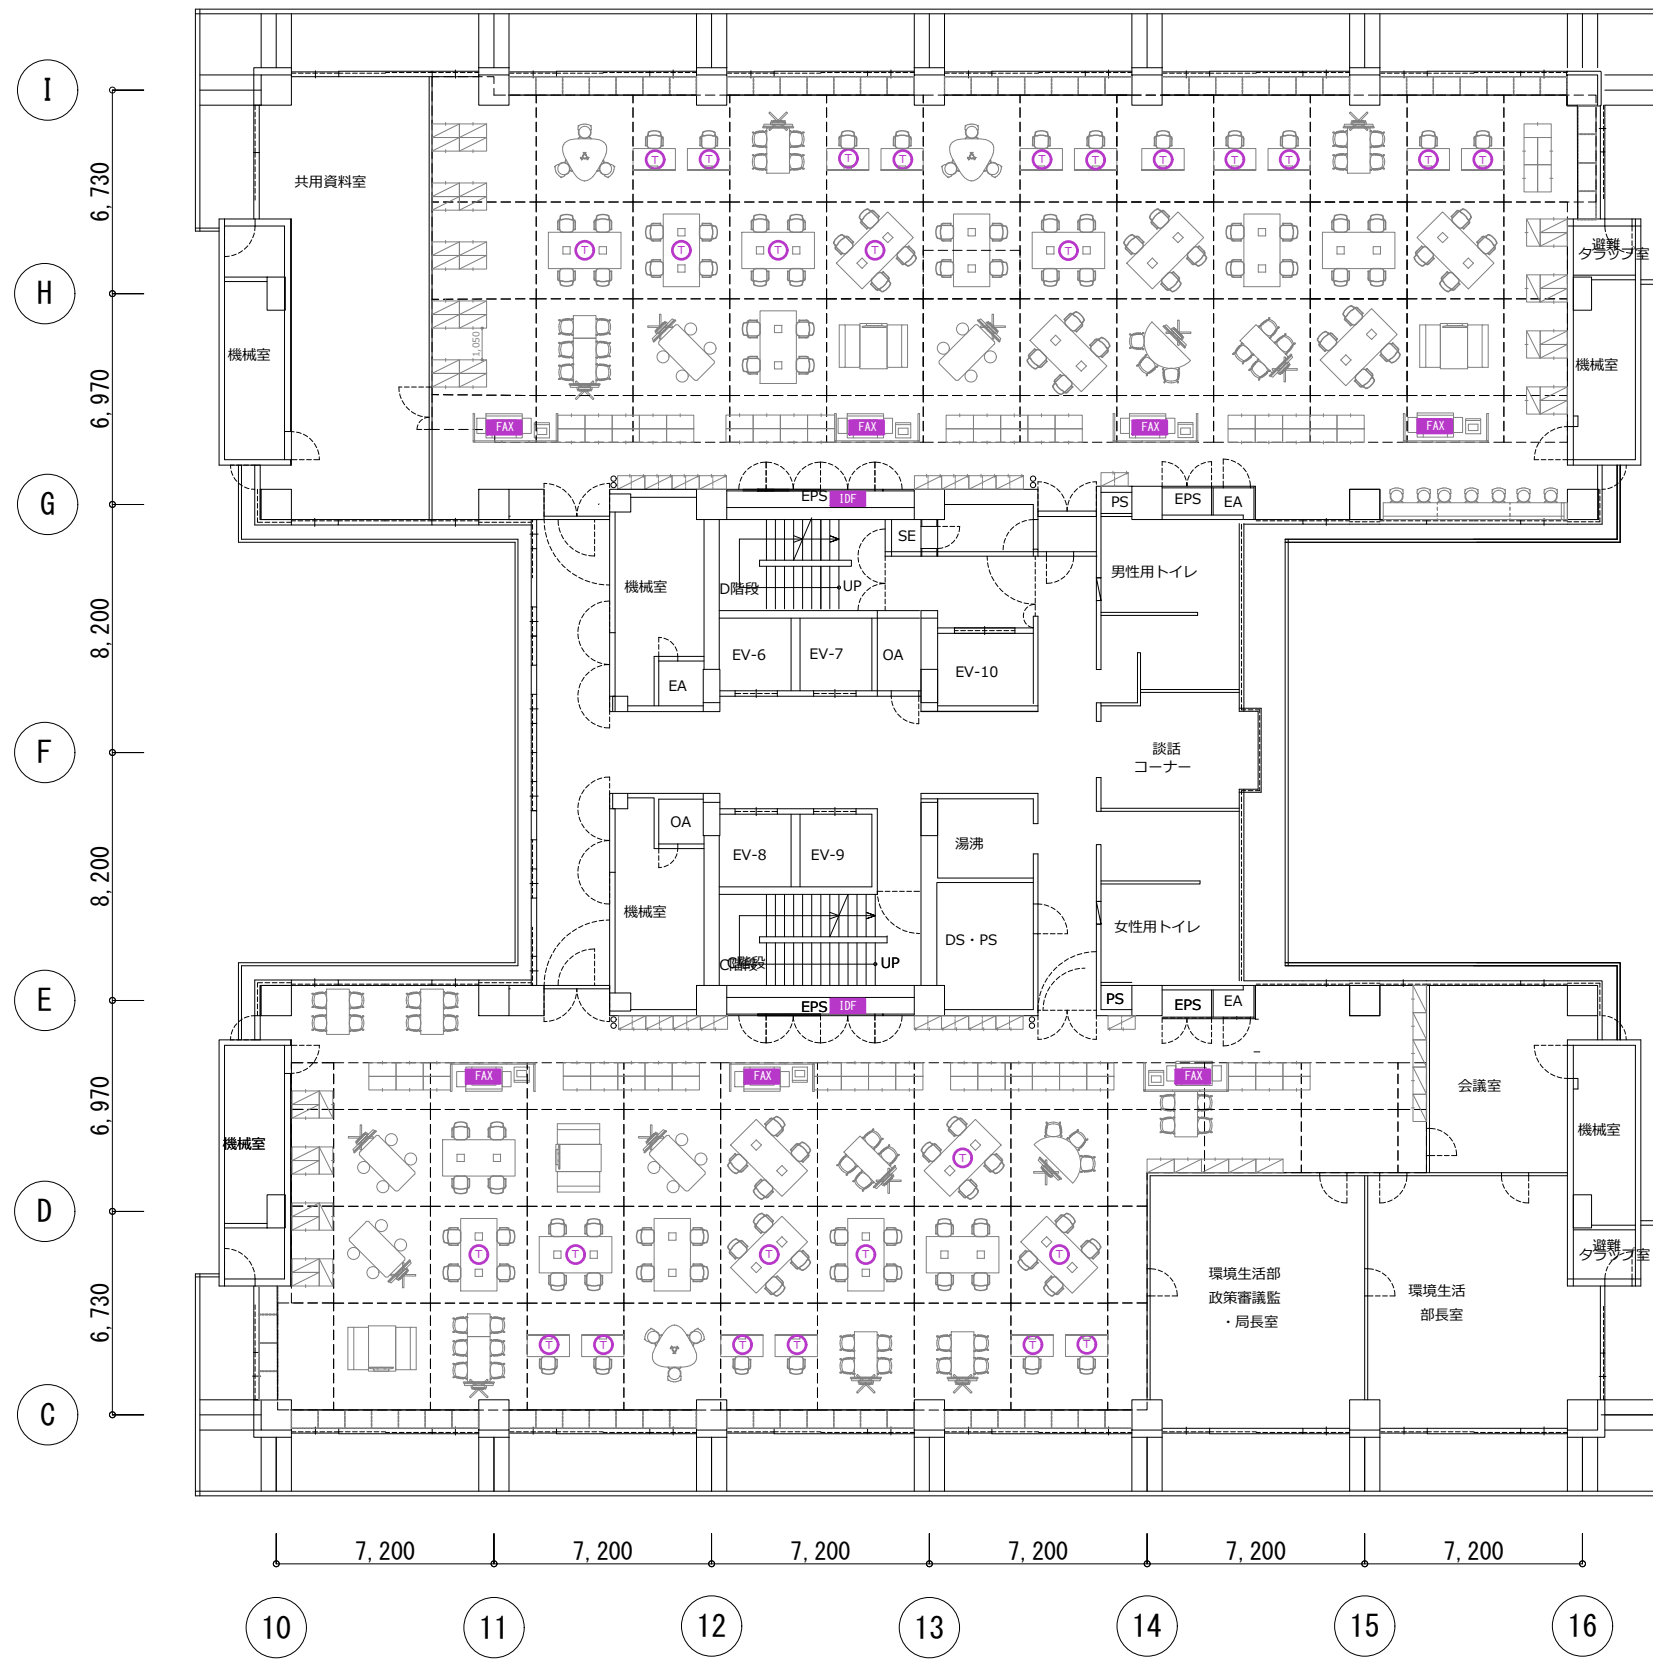 I
6,730
共用資料室
T T T T T T T T T T T
H
T T T T T
避難
タラップ室
機械室
1,050
機械室
6,970
FAX FAX FAX FAX
G
EPS IDF
PS EPS EA
SE
機械室
D階段
UP
男性用トイレ
8,200
EV-6 EV-7 OA
EV-10
EA
F
談話
コーナー
OA
EV-8 EV-9
湯沸
8,200
機械室
C階段
UP
DS・PS
女性用トイレ
E
EPS IDF
PS EPS EA
FAX FAX FAX
会議室
6,970
機械室
機械室
T
D
T T T T T
避難
タラップ室
環境生活部
政策審議監
・局長室
環境生活
部長室
6,730
T T T T T T
C
7,200 7,200 7,200 7,200 7,200 7,200
10 11 12 13 14 15 16